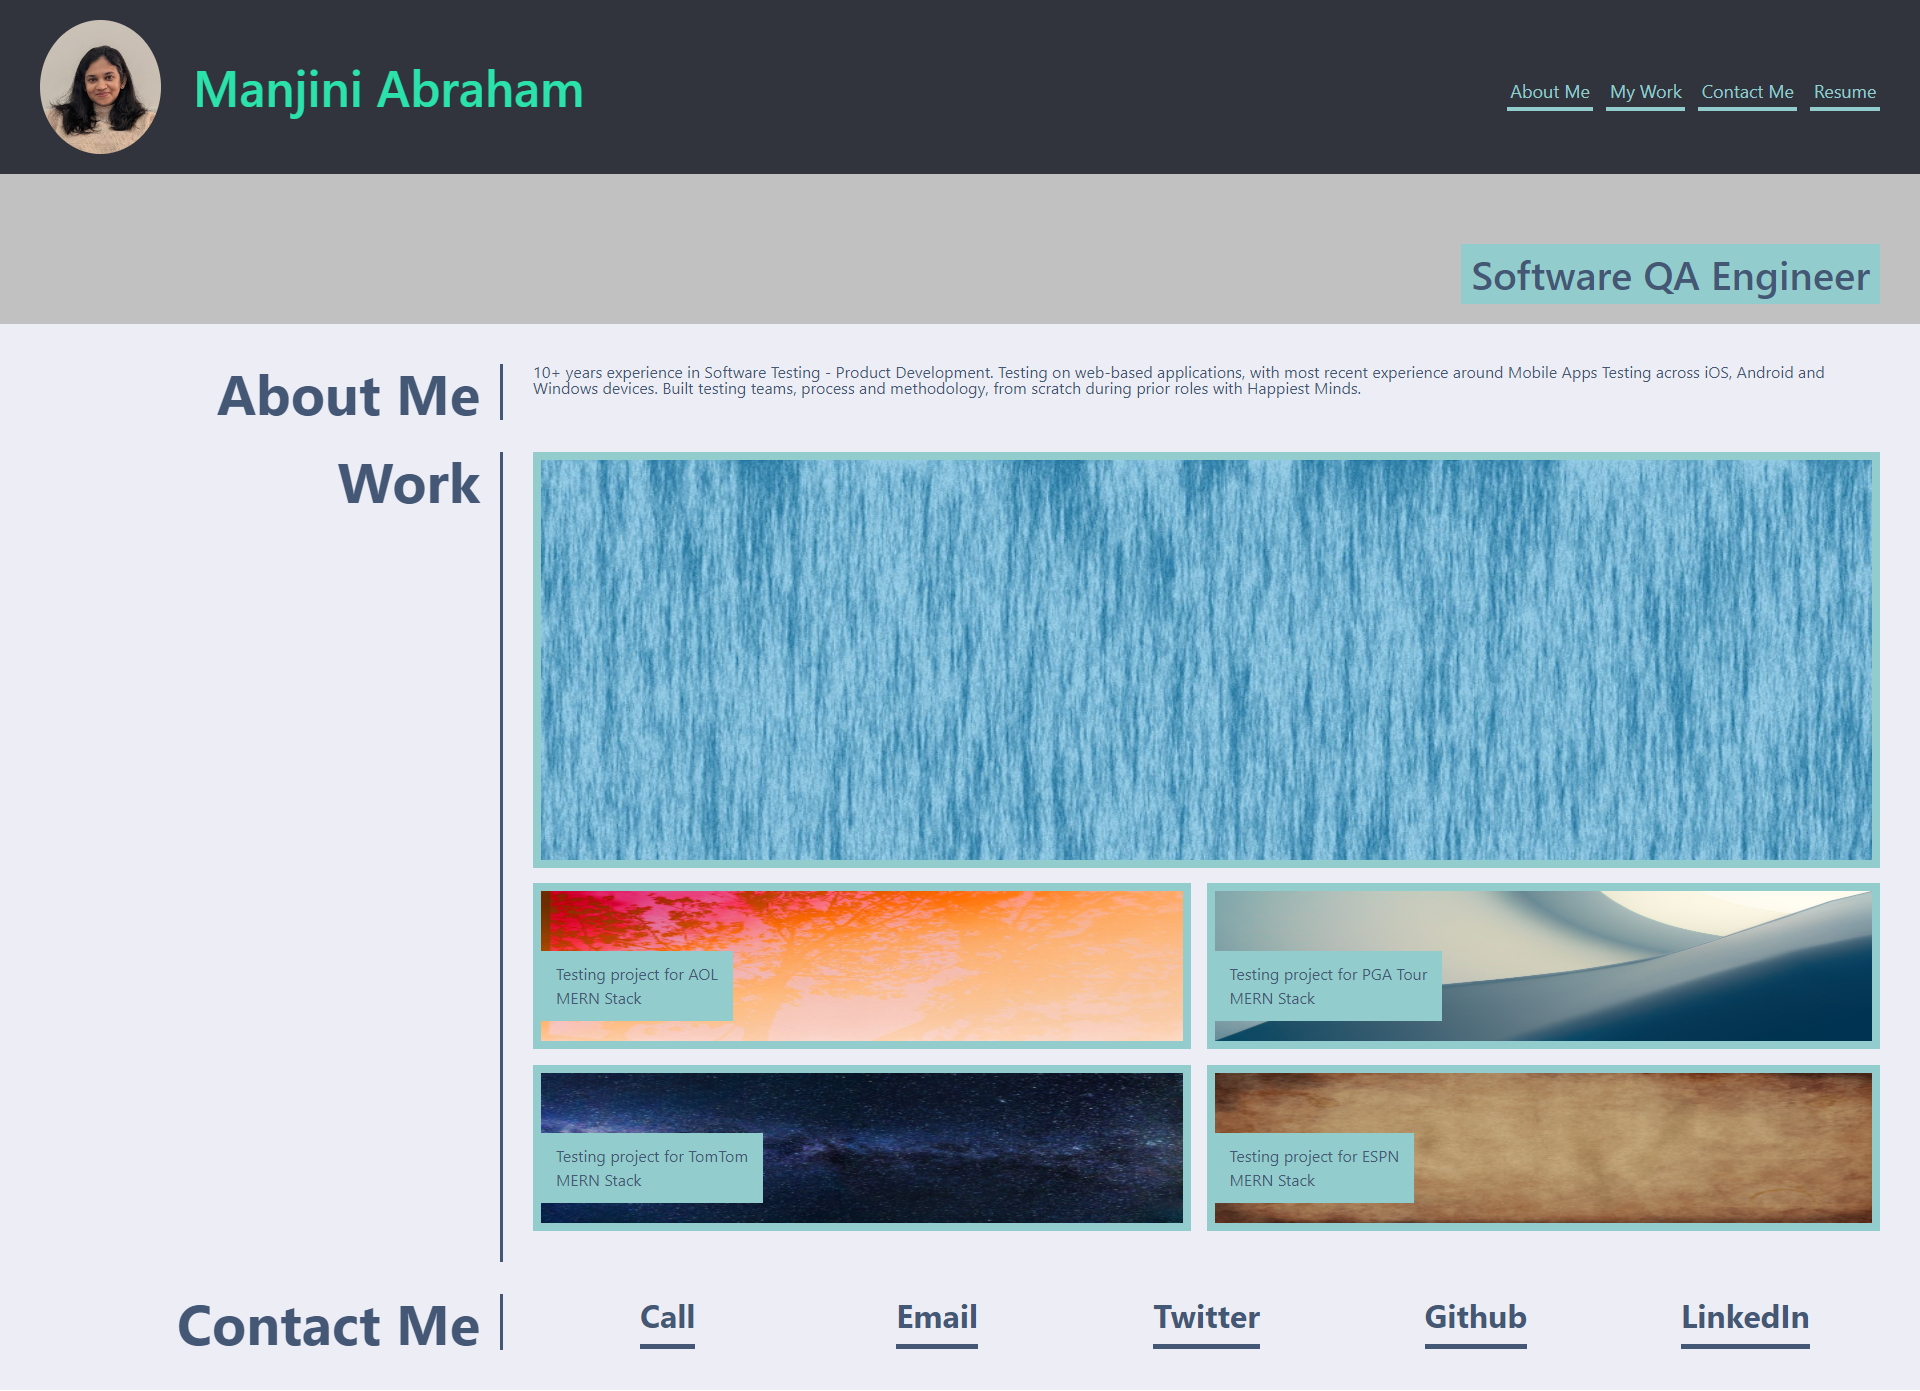 Manjini Abraham
About Me
My Work
Contact Me
Resume
Software QA Engineer
About Me
10+ years experience in Software Testing - Product Development. Testing on web-based applications, with most recent experience around Mobile Apps Testing across iOS, Android and
Windows devices. Built testing teams, process and methodology, from scratch during prior roles with Happiest Minds.
Work
Testing project for AOL
MERN Stack
Testing project for PGA Tour
MERN Stack
Testing project for TomTom
MERN Stack
Testing project for ESPN
MERN Stack
Contact Me
Call
Email
Twitter
Github
LinkedIn